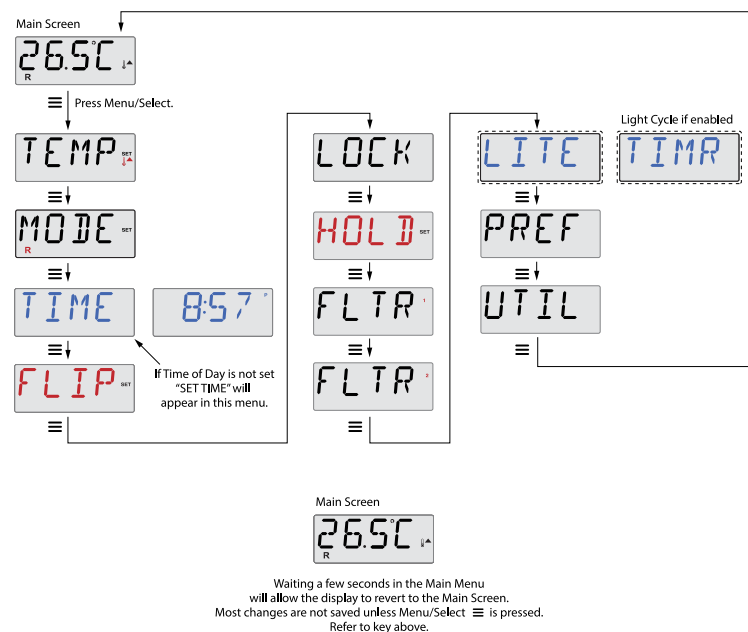 Main Screen
26.5°C
R
Press Menu/Select.
TEMP SET
MODE SET
R
TIME
8:57 P
If Time of Day is not set
"SET TIME" will
appear in this menu.
FLIP SET
LOCK
HOLD SET
FLTR 1
FLTR 2
Light Cycle if enabled
LITE
TIMR
PREF
UTIL
Main Screen
26.5°C
R
Waiting a few seconds in the Main Menu
will allow the display to revert to the Main Screen.
Most changes are not saved unless Menu/Select ☰ is pressed.
Refer to key above.